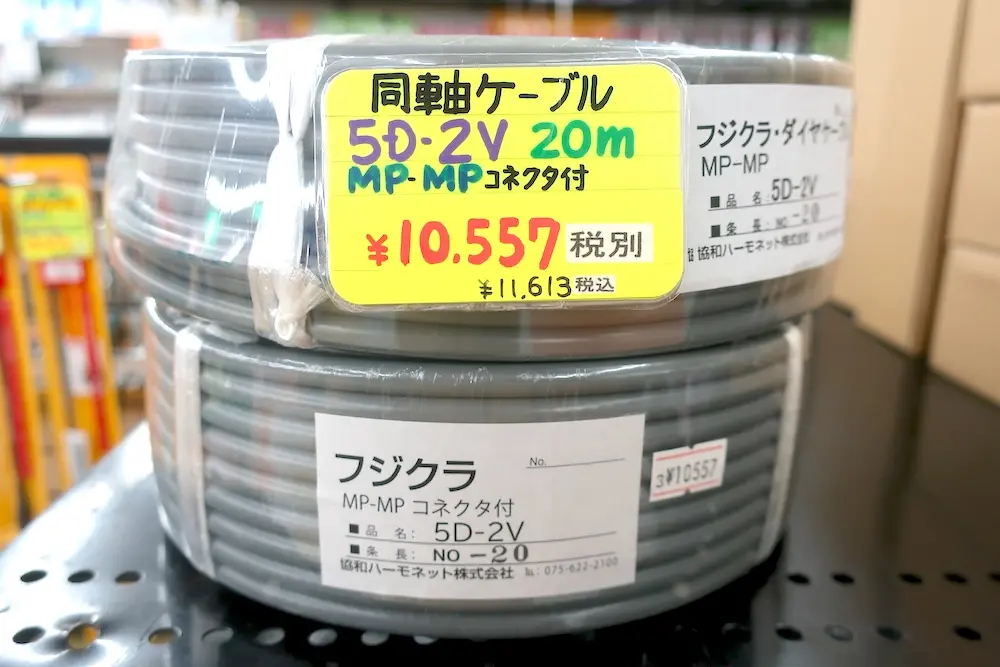 同軸ケーブル
5D-2V 20m
MP-MPコネクタ付
¥10,557 税別
¥11,613税込
フジクラ・ダイヤケーブル
MP-MP
■品 名: 5D-2V
■条 長: NO -20
協和ハーモネット株式会社
フジクラ
No.
MP-MP コネクタ付
■品 名: 5D-2V
■条 長: NO -20
協和ハーモネット株式会社 ℡:075-622-2100
3¥10557